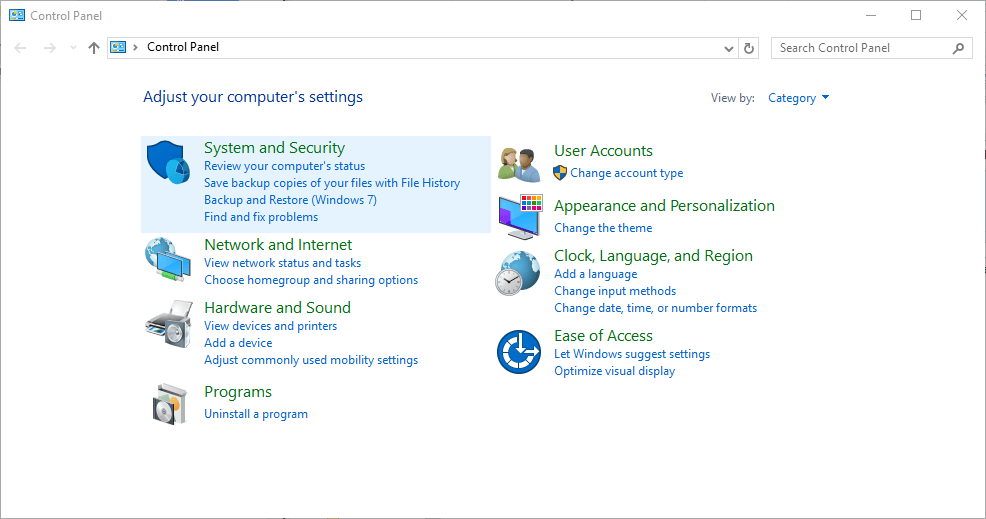 Control Panel
Control Panel
Search Control Panel
Adjust your computer's settings
View by:
Category
System and Security
Review your computer's status
Save backup copies of your files with File History
Backup and Restore (Windows 7)
Find and fix problems
Network and Internet
View network status and tasks
Choose homegroup and sharing options
Hardware and Sound
View devices and printers
Add a device
Adjust commonly used mobility settings
Programs
Uninstall a program
User Accounts
Change account type
Appearance and Personalization
Change the theme
Clock, Language, and Region
Add a language
Change input methods
Change date, time, or number formats
Ease of Access
Let Windows suggest settings
Optimize visual display